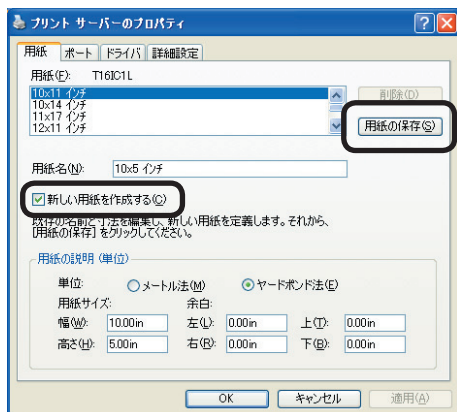 プリント サーバーのプロパティ
用紙 ポート ドライバ 詳細設定
用紙(F): T16IC1L
10x11 インチ 削除(D)
10x14 インチ
11x17 インチ
12x11 インチ 用紙の保存(S)
用紙名(N): 10x5 インチ
新しい用紙を作成する(C)
既存の名前と寸法を編集し、新しい用紙を定義します。それから、
[用紙の保存] をクリックしてください。
用紙の説明 (単位)
単位: メートル法(M) ヤードポンド法(E)
用紙サイズ: 余白:
幅(W): 10.00in 左(L): 0.00in 上(T): 0.00in
高さ(H): 5.00in 右(R): 0.00in 下(B): 0.00in
OK キャンセル 適用(A)